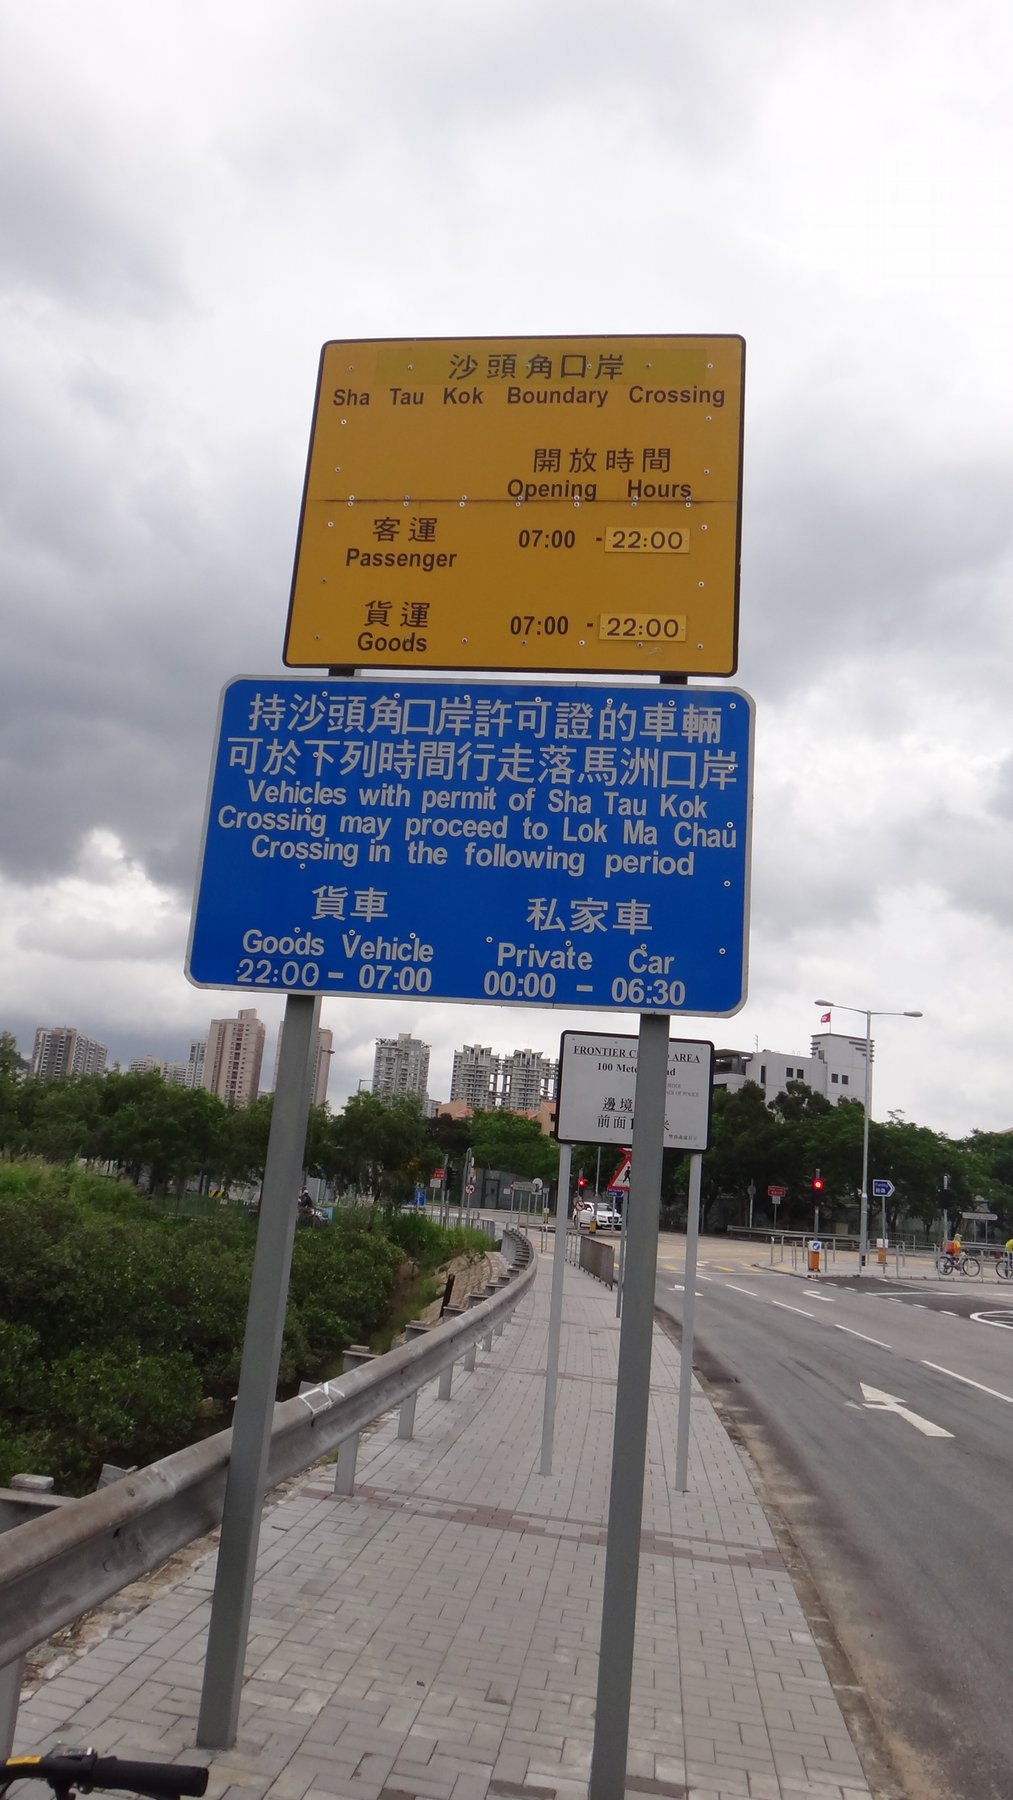 沙頭角口岸
Sha Tau Kok Boundary Crossing
開放時間
Opening Hours
客運 07:00 - 22:00
Passenger
貨運 07:00 - 22:00
Goods
持沙頭角口岸許可證的車輛
可於下列時間行走落馬洲口岸
Vehicles with permit of Sha Tau Kok
Crossing may proceed to Lok Ma Chau
Crossing in the following period
貨車 私家車
Goods Vehicle Private Car
22:00 - 07:00 00:00 - 06:30
FRONTIER AREA
100
邊境
前面